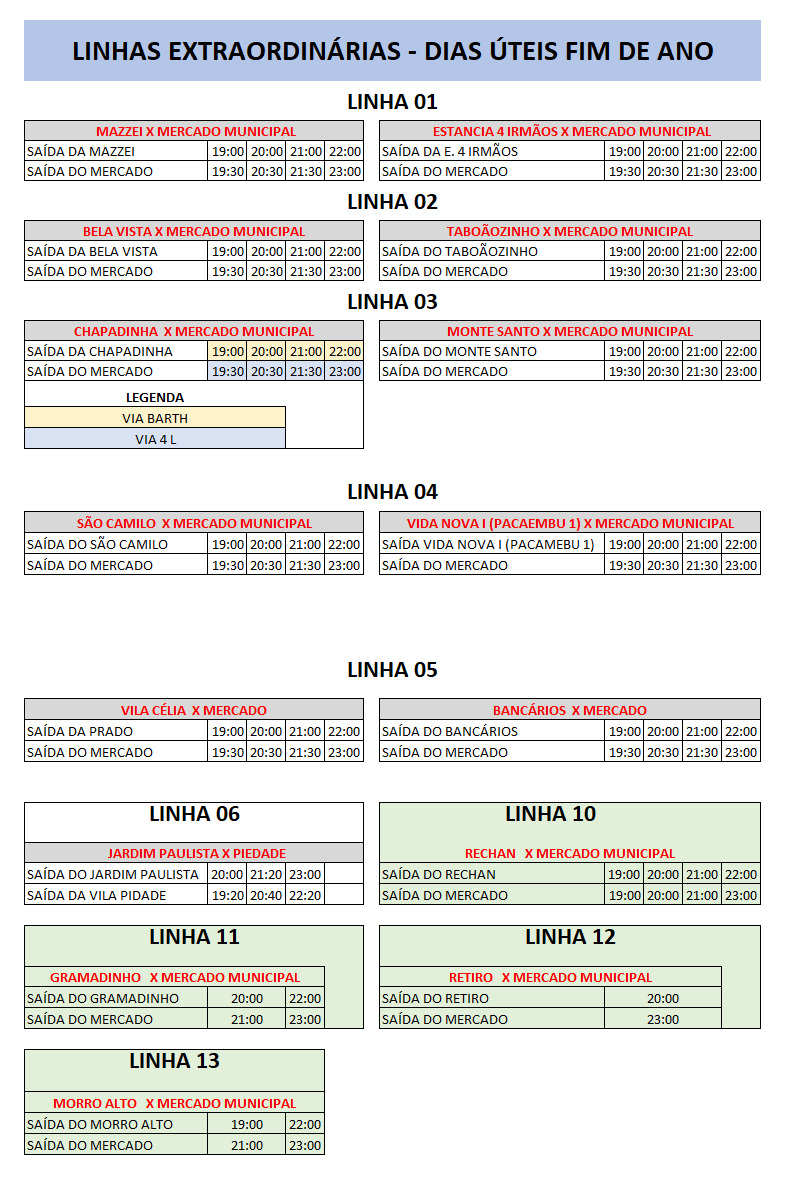 LINHAS EXTRAORDINÁRIAS - DIAS ÚTEIS FIM DE ANO
LINHA 01
MAZZEI X MERCADO MUNICIPAL
SAÍDA DA MAZZEI 19:00 20:00 21:00 22:00
SAÍDA DO MERCADO 19:30 20:30 21:30 23:00
ESTANCIA 4 IRMÃOS X MERCADO MUNICIPAL
SAÍDA DA E. 4 IRMÃOS 19:00 20:00 21:00 22:00
SAÍDA DO MERCADO 19:30 20:30 21:30 23:00
LINHA 02
BELA VISTA X MERCADO MUNICIPAL
SAÍDA DA BELA VISTA 19:00 20:00 21:00 22:00
SAÍDA DO MERCADO 19:30 20:30 21:30 23:00
TABOÃOZINHO X MERCADO MUNICIPAL
SAÍDA DO TABOÃOZINHO 19:00 20:00 21:00 22:00
SAÍDA DO MERCADO 19:30 20:30 21:30 23:00
LINHA 03
CHAPADINHA X MERCADO MUNICIPAL
SAÍDA DA CHAPADINHA 19:00 20:00 21:00 22:00
SAÍDA DO MERCADO 19:30 20:30 21:30 23:00
LEGENDA
VIA BARTH
VIA 4 L
MONTE SANTO X MERCADO MUNICIPAL
SAÍDA DO MONTE SANTO 19:00 20:00 21:00 22:00
SAÍDA DO MERCADO 19:30 20:30 21:30 23:00
LINHA 04
SÃO CAMILO X MERCADO MUNICIPAL
SAÍDA DO SÃO CAMILO 19:00 20:00 21:00 22:00
SAÍDA DO MERCADO 19:30 20:30 21:30 23:00
VIDA NOVA I (PACAEMBU 1) X MERCADO MUNICIPAL
SAÍDA VIDA NOVA I (PACAMEBU 1) 19:00 20:00 21:00 22:00
SAÍDA DO MERCADO 19:30 20:30 21:30 23:00
LINHA 05
VILA CÉLIA X MERCADO
SAÍDA DA PRADO 19:00 20:00 21:00 22:00
SAÍDA DO MERCADO 19:30 20:30 21:30 23:00
BANCÁRIOS X MERCADO
SAÍDA DO BANCÁRIOS 19:00 20:00 21:00 22:00
SAÍDA DO MERCADO 19:30 20:30 21:30 23:00
LINHA 06
JARDIM PAULISTA X PIEDADE
SAÍDA DO JARDIM PAULISTA 20:00 21:20 23:00
SAÍDA DA VILA PIDADE 19:20 20:40 22:20
LINHA 10
RECHAN X MERCADO MUNICIPAL
SAÍDA DO RECHAN 19:00 20:00 21:00 22:00
SAÍDA DO MERCADO 19:00 20:00 21:00 23:00
LINHA 11
GRAMADINHO X MERCADO MUNICIPAL
SAÍDA DO GRAMADINHO 20:00 22:00
SAÍDA DO MERCADO 21:00 23:00
LINHA 12
RETIRO X MERCADO MUNICIPAL
SAÍDA DO RETIRO 20:00
SAÍDA DO MERCADO 23:00
LINHA 13
MORRO ALTO X MERCADO MUNICIPAL
SAÍDA DO MORRO ALTO 19:00 22:00
SAÍDA DO MERCADO 21:00 23:00